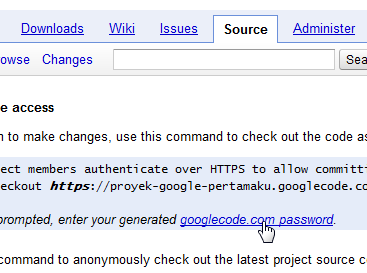 Downloads Wiki Issues Source Administer
owse Changes Sea
e access
n to make changes, use this command to check out the code as
ect members authenticate over HTTPS to allow committi
heckout https://proyek-google-pertamaku.googlecode.co
prompted, enter your generated googlecode.com password.
command to anonymously check out the latest project source c